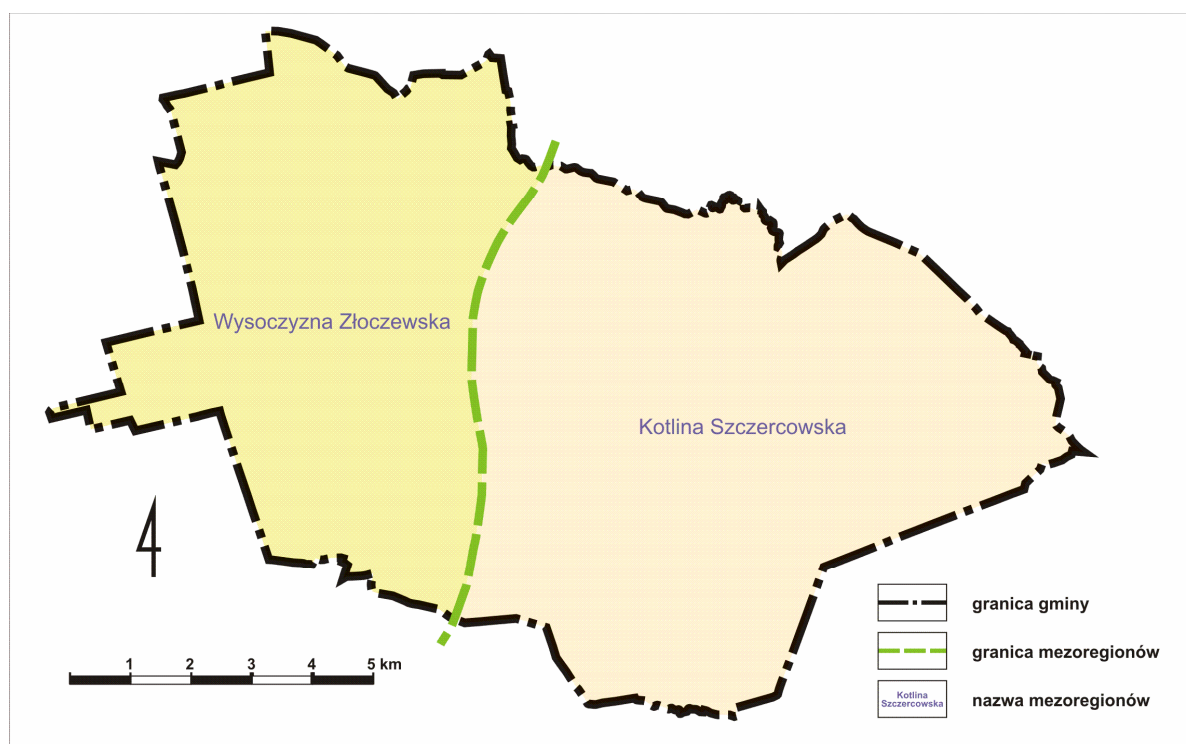 Wysoczyzna Złoczewska
Kotlina Szczercowska
1 2 3 4 5 km
granica gminy
granica mezoregionów
Kotlina
Szczercowska
nazwa mezoregionów